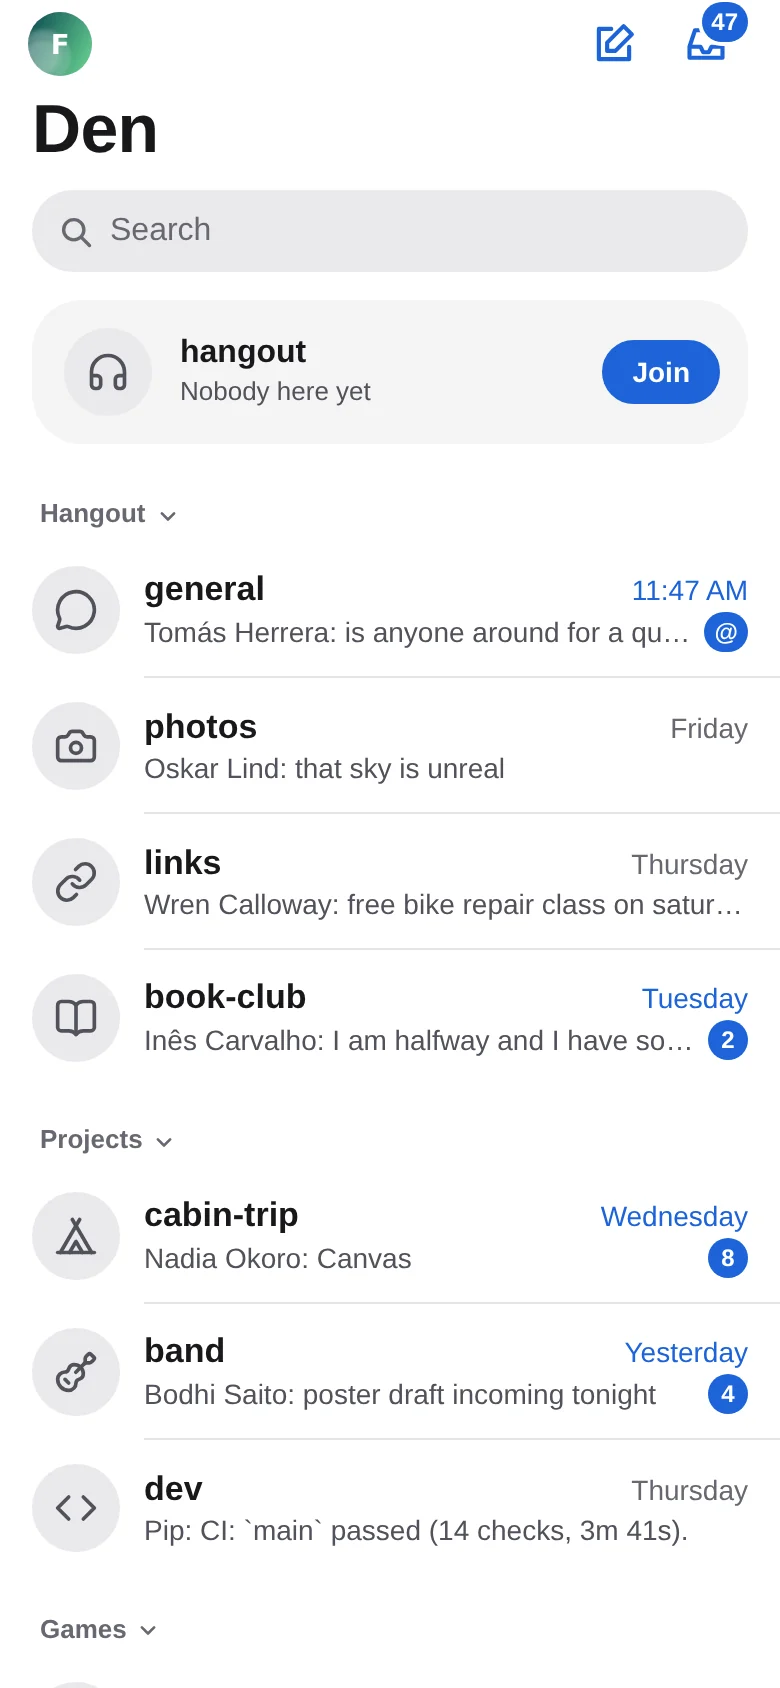 F
47
Den
Search
hangout
Nobody here yet
Join
Hangout
general
11:47 AM
Tomás Herrera: is anyone around for a qu…
@
photos
Friday
Oskar Lind: that sky is unreal
links
Thursday
Wren Calloway: free bike repair class on satur…
book-club
Tuesday
Inês Carvalho: I am halfway and I have so…
2
Projects
cabin-trip
Wednesday
Nadia Okoro: Canvas
8
band
Yesterday
Bodhi Saito: poster draft incoming tonight
4
dev
Thursday
Pip: CI: `main` passed (14 checks, 3m 41s).
Games